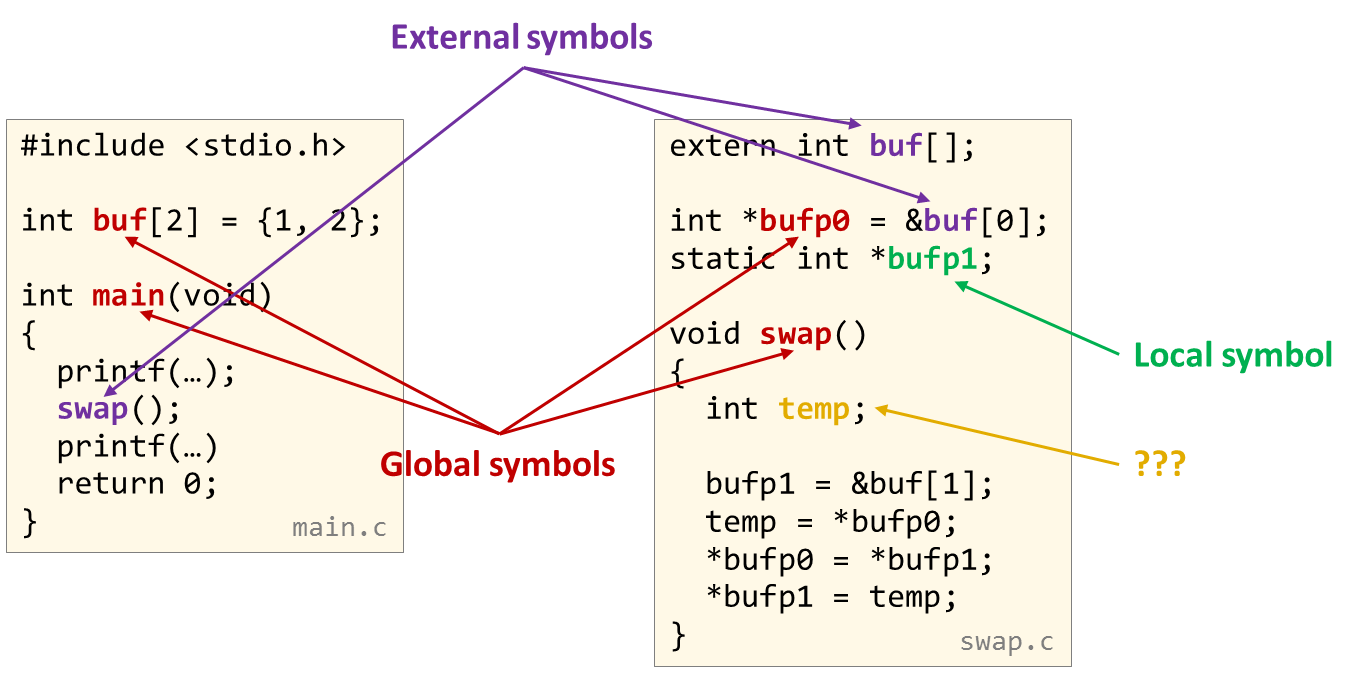 External symbols
#include <stdio.h>
int buf[2] = {1, 2};
int main(void)
{
  printf(…);
  swap();
  printf(…)
  return 0;
}
main.c
extern int buf[];
int *bufp0 = &buf[0];
static int *bufp1;
void swap()
{
  int temp;
  bufp1 = &buf[1];
  temp = *bufp0;
  *bufp0 = *bufp1;
  *bufp1 = temp;
}
swap.c
Global symbols
Local symbol
???